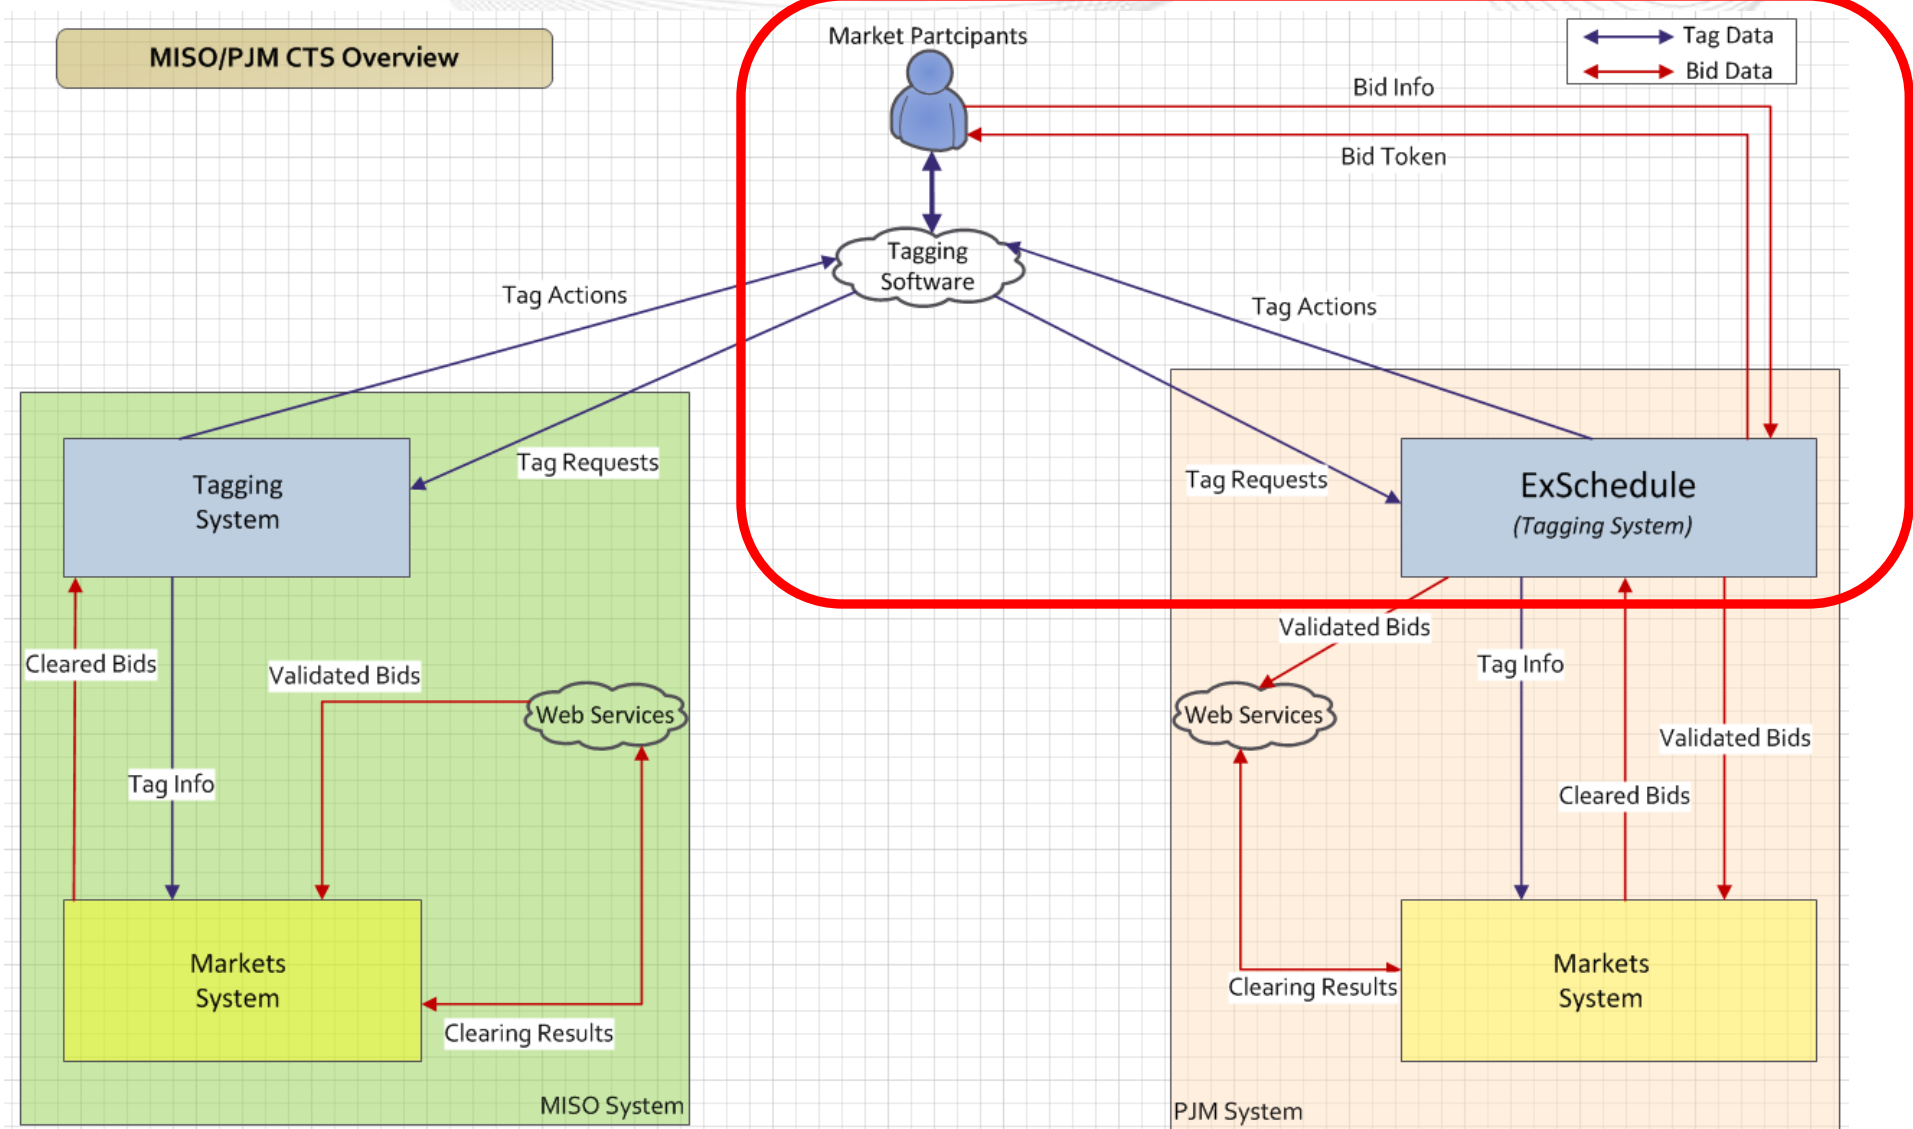 MISO/PJM CTS Overview
Market Partcipants
Tag Data
Bid Data
Bid Info
Bid Token
Tagging
Software
Tag Actions
Tag Actions
Tag Requests
Tag Requests
Tagging
System
ExSchedule
(Tagging System)
Cleared Bids
Validated Bids
Web Services
Tag Info
Validated Bids
Web Services
Tag Info
Validated Bids
Cleared Bids
Markets
System
Clearing Results
Clearing Results
Markets
System
MISO System
PJM System